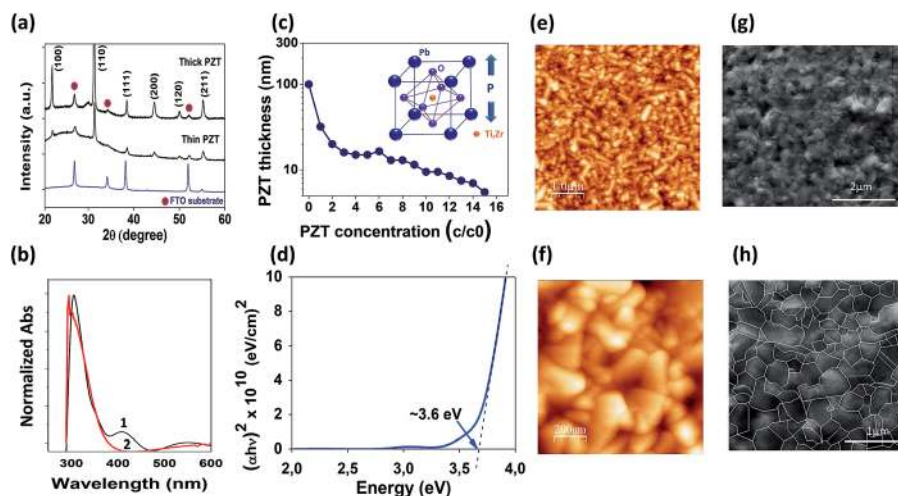 (a)
Intensity (a.u.)
(100)
(110)
Thick PZT
(111)
(200)
(120)
(211)
Thin PZT
FTO substrate
20 30 40 50 60
2θ (degree)
(b)
Normalized Abs
1
2
300 400 500 600
Wavelength (nm)
(c)
PZT thickness (nm)
300
100
10
Pb
O
P
Ti,Zr
0 2 4 6 8 10 12 14 16
PZT concentration (c/c0)
(d)
(αhν)² x 10¹⁰ (eV/cm)²
10
8
6
4
2
0
~3.6 eV
2,0 2,5 3,0 3,5 4,0
Energy (eV)
(e)
(f)
200nm
(g)
2µm
(h)
1µm